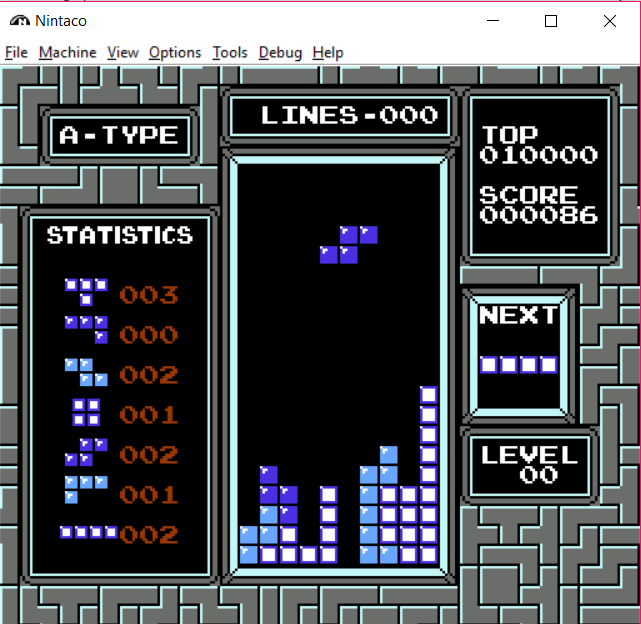 Nintaco
File Machine View Options Tools Debug Help
A-TYPE
LINES-000
TOP
010000
SCORE
000086
STATISTICS
003
000
002
001
002
001
002
NEXT
LEVEL
00